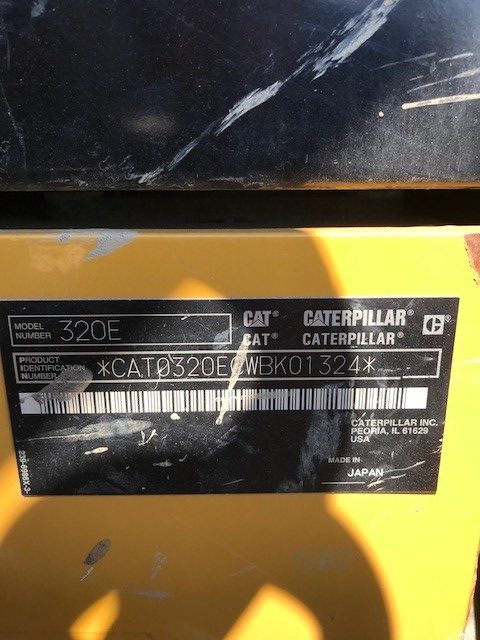 MODEL NUMBER 320E
CAT® CATERPILLAR®
CAT® CATERPILLAR®
PRODUCT IDENTIFICATION NUMBER *CAT0320ECWBK01324*
CATERPILLAR INC.
PEORIA, IL 61629
USA
MADE IN
JAPAN